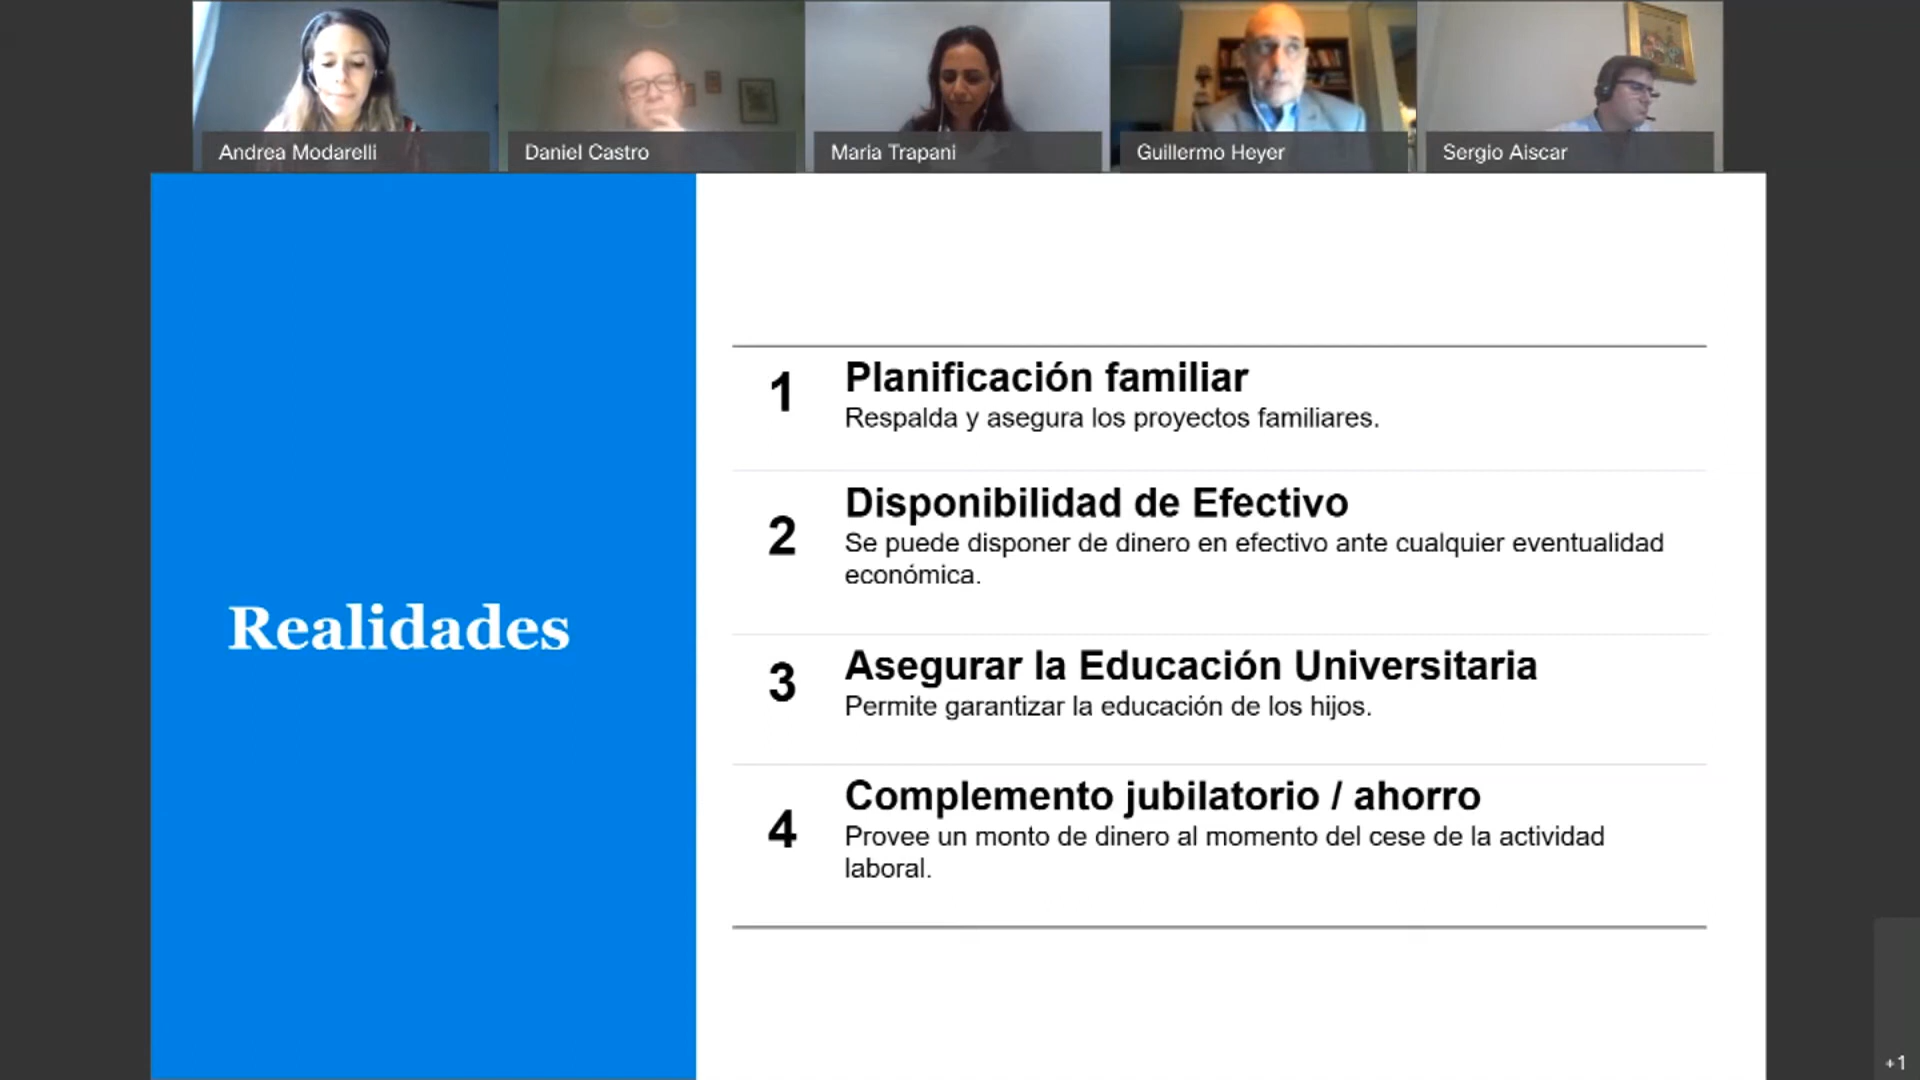 Andrea Modarelli
Daniel Castro
Maria Trapani
Guillermo Heyer
Sergio Aiscar
Realidades
1
Planificación familiar
Respalda y asegura los proyectos familiares.
2
Disponibilidad de Efectivo
Se puede disponer de dinero en efectivo ante cualquier eventualidad
económica.
3
Asegurar la Educación Universitaria
Permite garantizar la educación de los hijos.
4
Complemento jubilatorio / ahorro
Provee un monto de dinero al momento del cese de la actividad
laboral.
+1